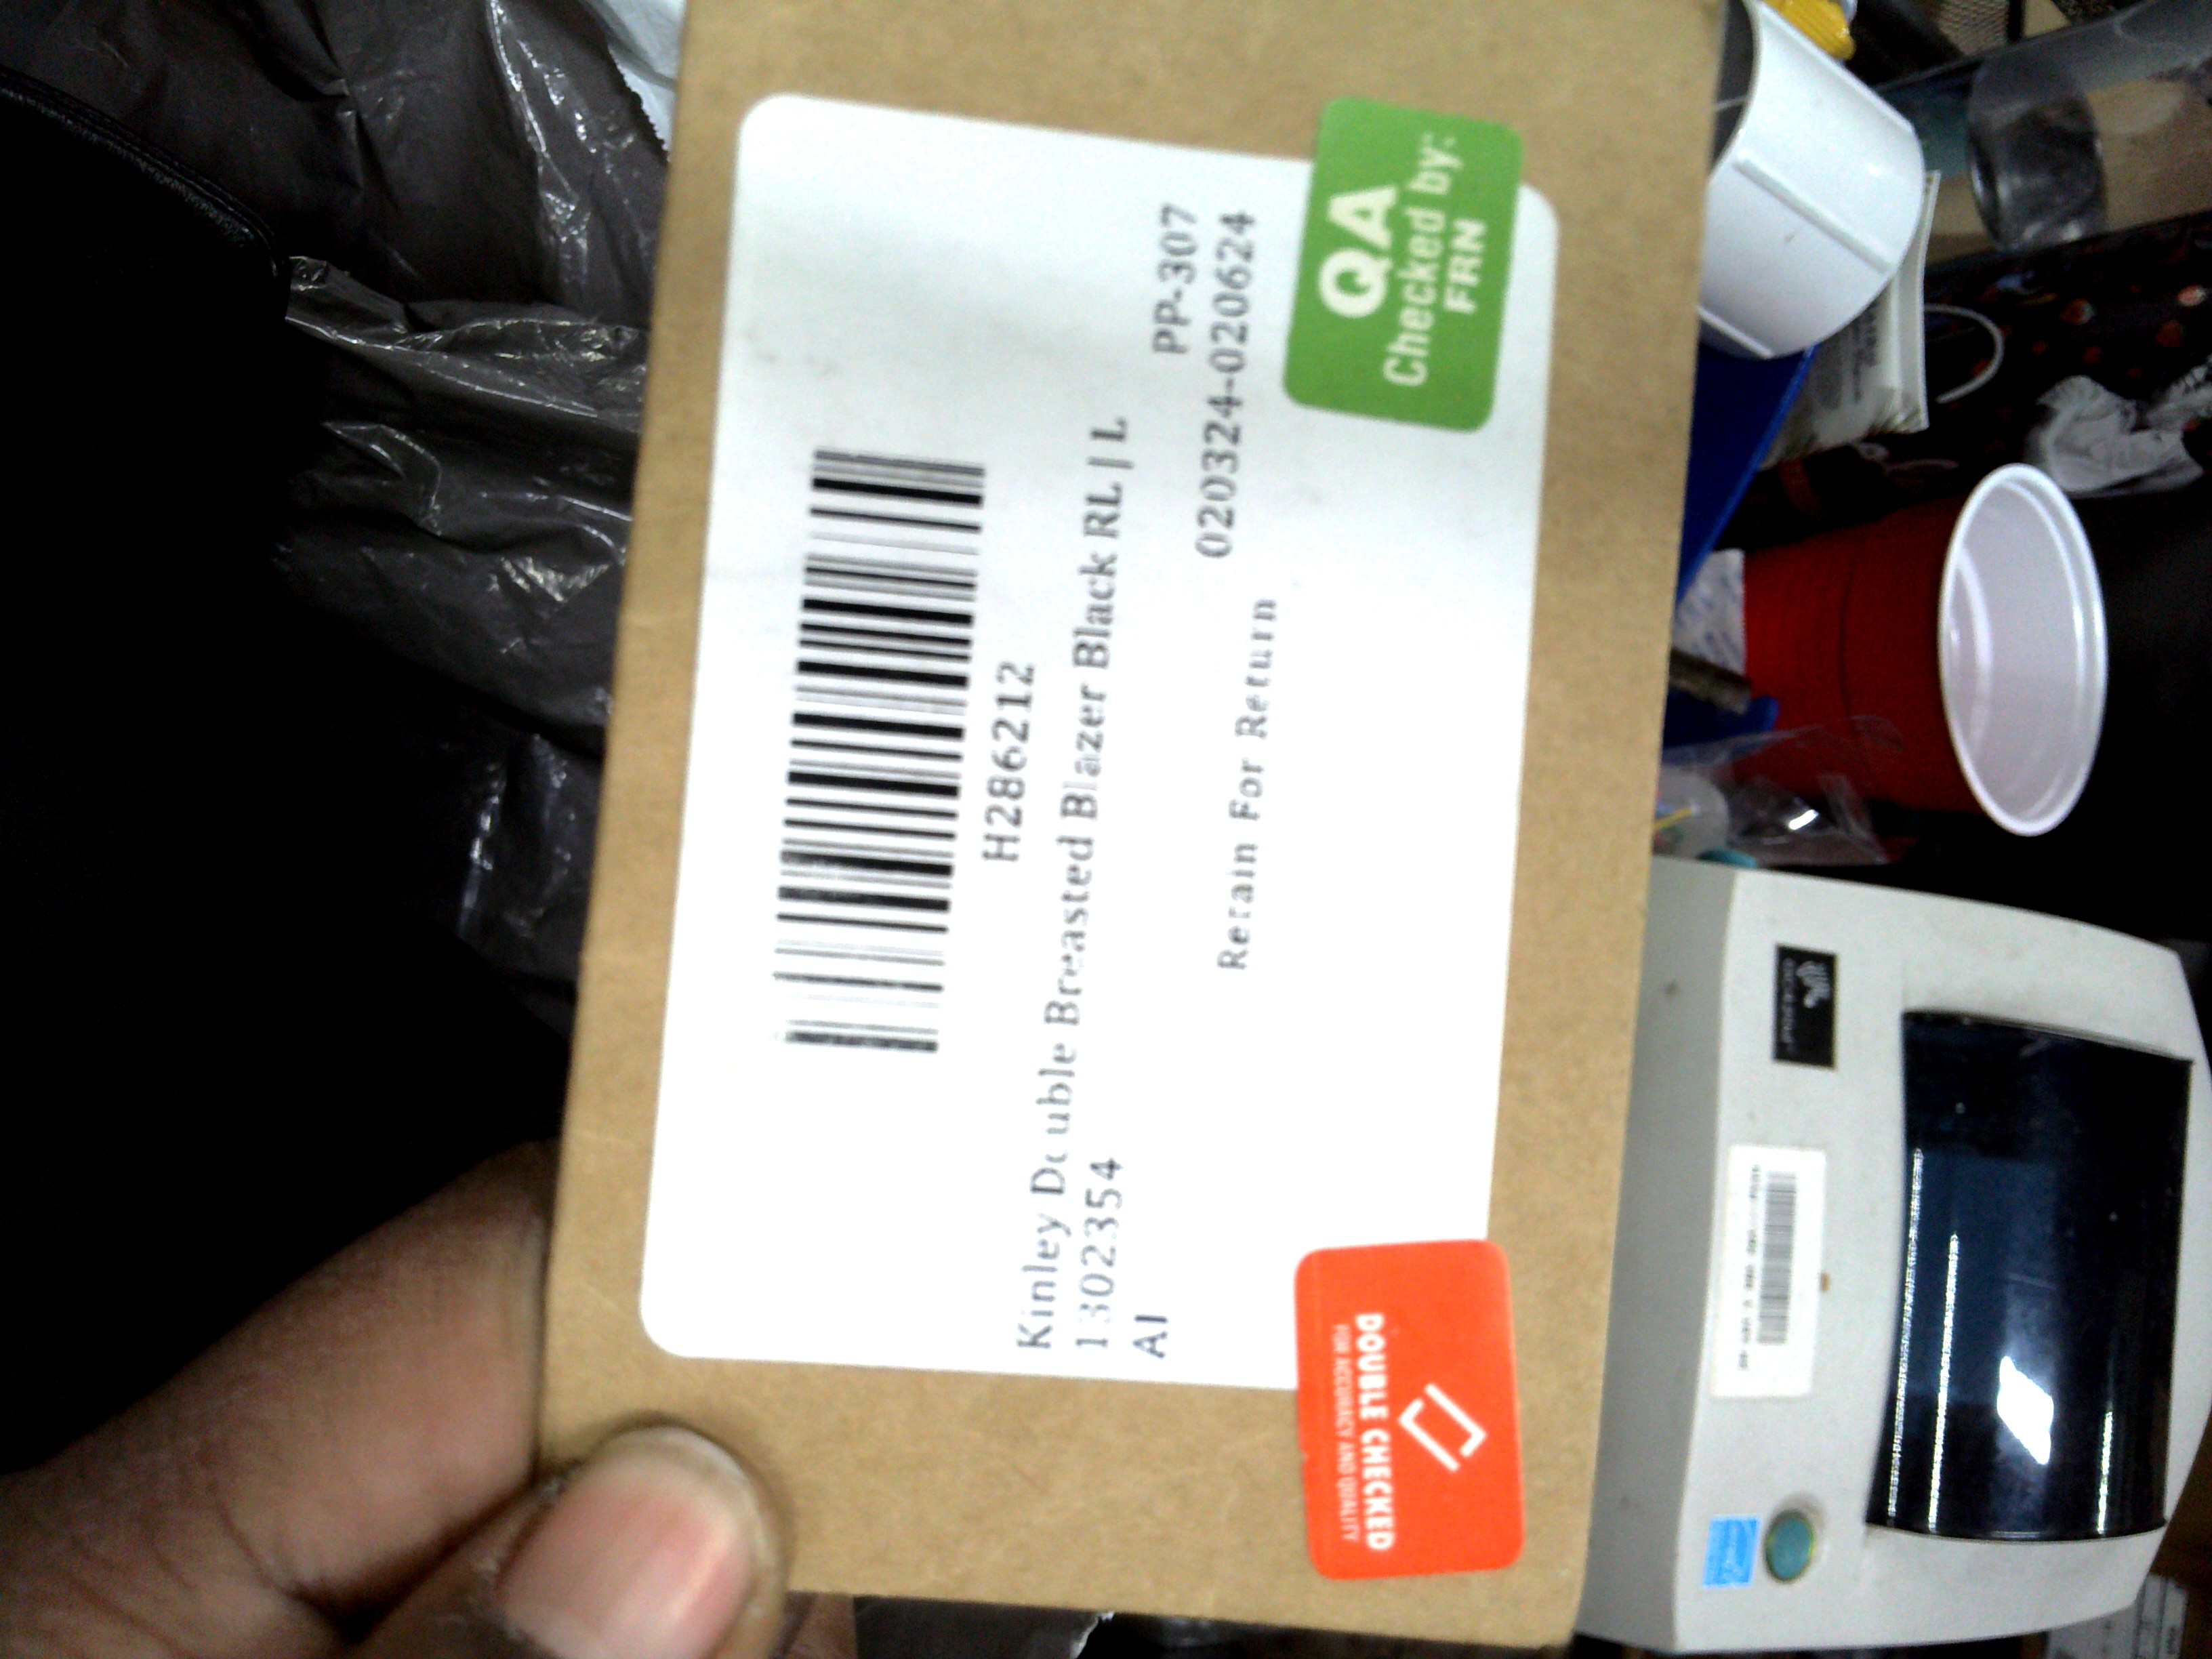 H286212
Kinley Double Breasted Blazer Black RL | L
1302354
AI
PP-307
020324-020624
Retain For Return
QA
Checked by:
FRN
DOUBLE CHECKED
FOR ACCURACY AND QUALITY